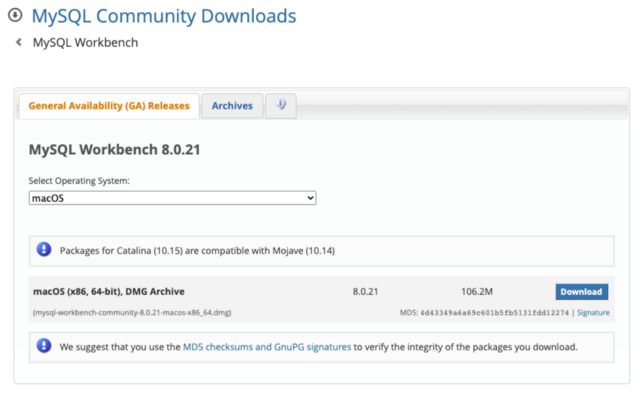 MySQL Community Downloads
MySQL Workbench
General Availability (GA) Releases Archives
MySQL Workbench 8.0.21
Select Operating System:
macOS
Packages for Catalina (10.15) are compatible with Mojave (10.14)
macOS (x86, 64-bit), DMG Archive 8.0.21 106.2M Download
(mysql-workbench-community-8.0.21-macos-x86_64.dmg) MD5: 4d43349a6a69c601b5fb5131fdd12274 | Signature
We suggest that you use the MD5 checksums and GnuPG signatures to verify the integrity of the packages you download.